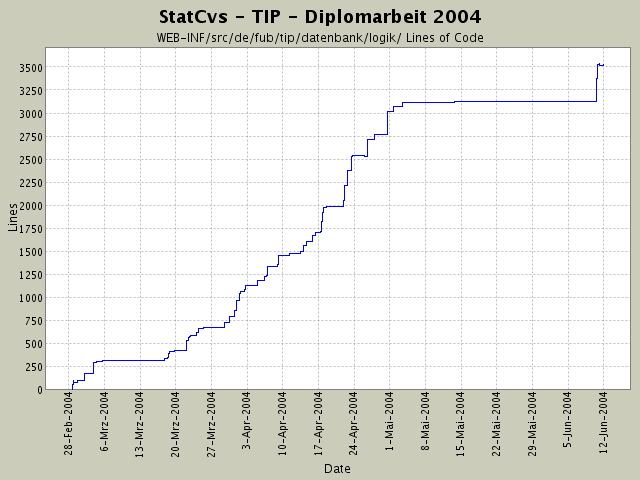 StatCvs - TIP - Diplomarbeit 2004
WEB-INF/src/de/fub/tip/datenbank/logik/ Lines of Code
Lines
3500
3250
3000
2750
2500
2250
2000
1750
1500
1250
1000
750
500
250
0
28-Feb-2004
6-Mrz-2004
13-Mrz-2004
20-Mrz-2004
27-Mrz-2004
3-Apr-2004
10-Apr-2004
17-Apr-2004
24-Apr-2004
1-Mai-2004
8-Mai-2004
15-Mai-2004
22-Mai-2004
29-Mai-2004
5-Jun-2004
12-Jun-2004
Date